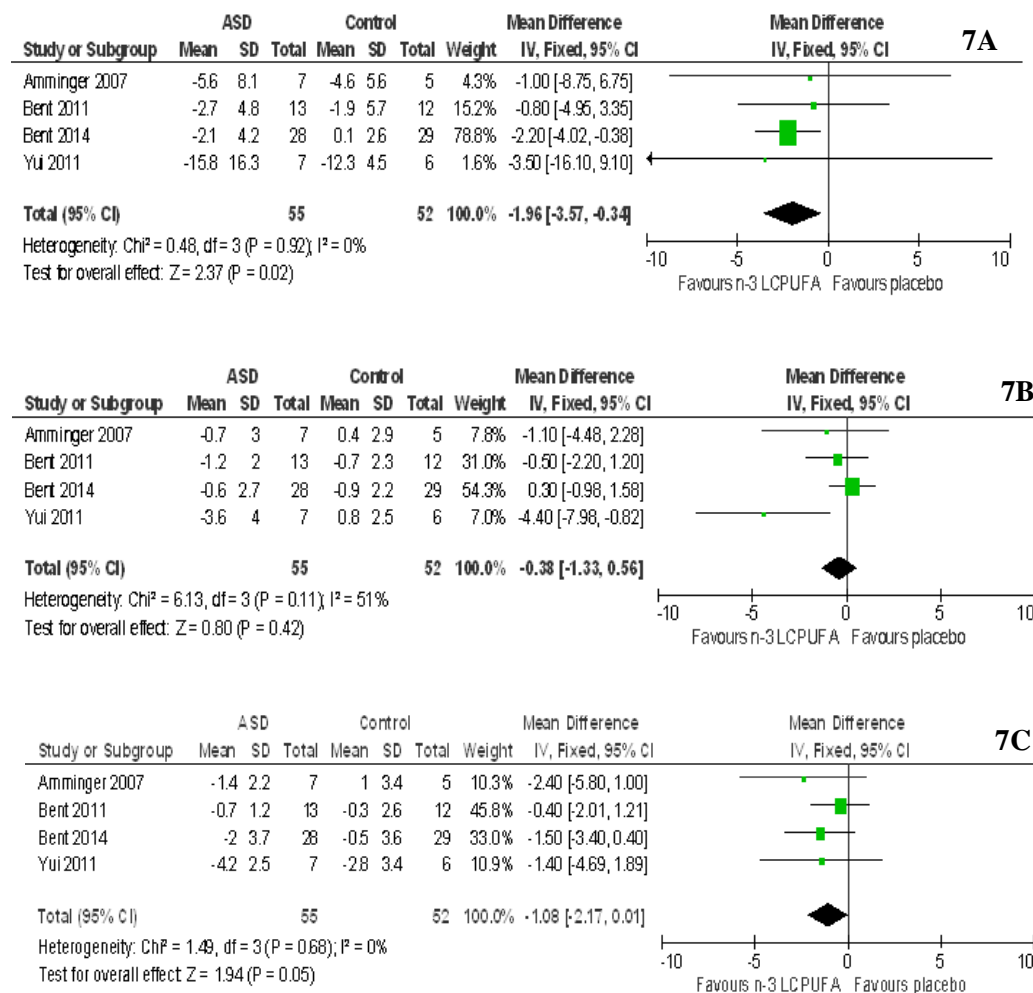 ASD Control Mean Difference Mean Difference
Study or Subgroup Mean SD Total Mean SD Total Weight IV, Fixed, 95% CI IV, Fixed, 95% CI 7A
Amminger 2007 -5.6 8.1 7 -4.6 5.6 5 4.3% -1.00 [-8.75, 6.75]
Bent 2011 -2.7 4.8 13 -1.9 5.7 12 15.2% -0.80 [-4.95, 3.35]
Bent 2014 -2.1 4.2 28 0.1 2.6 29 78.8% -2.20 [-4.02, -0.38]
Yui 2011 -15.8 16.3 7 -12.3 4.5 6 1.6% -3.50 [-16.10, 9.10]
Total (95% CI) 55 52 100.0% -1.96 [-3.57, -0.34]
Heterogeneity: Chi² = 0.48, df = 3 (P = 0.92); I² = 0%
Test for overall effect: Z = 2.37 (P = 0.02)
-10 -5 0 5 10
Favours n-3 LCPUFA Favours placebo
ASD Control Mean Difference Mean Difference
Study or Subgroup Mean SD Total Mean SD Total Weight IV, Fixed, 95% CI IV, Fixed, 95% CI 7B
Amminger 2007 -0.7 3 7 0.4 2.9 5 7.8% -1.10 [-4.48, 2.28]
Bent 2011 -1.2 2 13 -0.7 2.3 12 31.0% -0.50 [-2.20, 1.20]
Bent 2014 -0.6 2.7 28 -0.9 2.2 29 54.3% 0.30 [-0.98, 1.58]
Yui 2011 -3.6 4 7 0.8 2.5 6 7.0% -4.40 [-7.98, -0.82]
Total (95% CI) 55 52 100.0% -0.38 [-1.33, 0.56]
Heterogeneity: Chi² = 6.13, df = 3 (P = 0.11); I² = 51%
Test for overall effect: Z = 0.80 (P = 0.42)
-10 -5 0 5 10
Favours n-3 LCPUFA Favours placebo
ASD Control Mean Difference Mean Difference
Study or Subgroup Mean SD Total Mean SD Total Weight IV, Fixed, 95% CI IV, Fixed, 95% CI 7C
Amminger 2007 -1.4 2.2 7 1 3.4 5 10.3% -2.40 [-5.80, 1.00]
Bent 2011 -0.7 1.2 13 -0.3 2.6 12 45.8% -0.40 [-2.01, 1.21]
Bent 2014 -2 3.7 28 -0.5 3.6 29 33.0% -1.50 [-3.40, 0.40]
Yui 2011 -4.2 2.5 7 -2.8 3.4 6 10.9% -1.40 [-4.69, 1.89]
Total (95% CI) 55 52 100.0% -1.08 [-2.17, 0.01]
Heterogeneity: Chi² = 1.49, df = 3 (P = 0.68); I² = 0%
Test for overall effect: Z = 1.94 (P = 0.05)
-10 -5 0 5 10
Favours n-3 LCPUFA Favours placebo